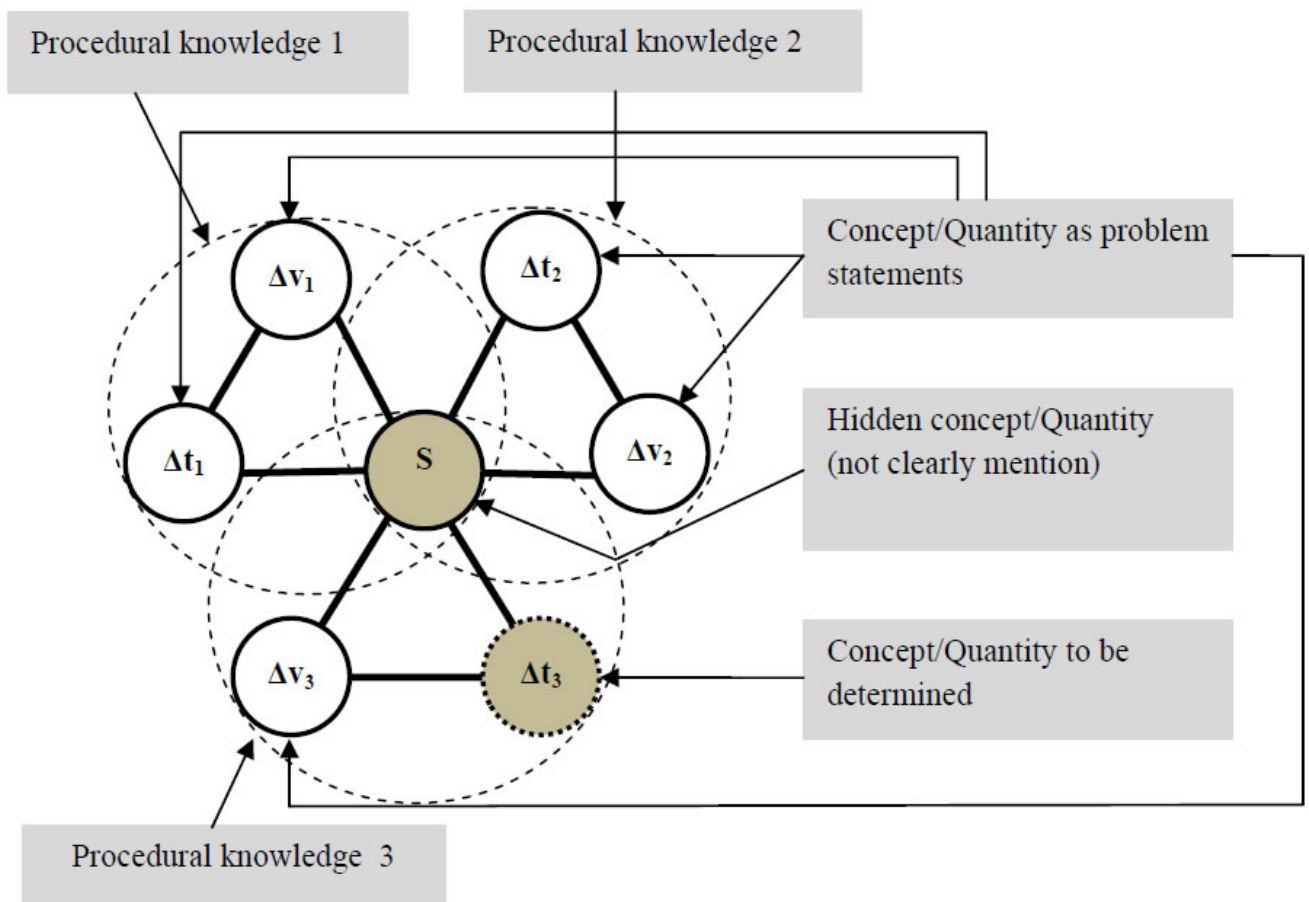 Procedural knowledge 1
Procedural knowledge 2
Δv₁
Δt₂
Concept/Quantity as problem
statements
Δt₁
S
Δv₂
Hidden concept/Quantity
(not clearly mention)
Δv₃
Δt₃
Concept/Quantity to be
determined
Procedural knowledge 3